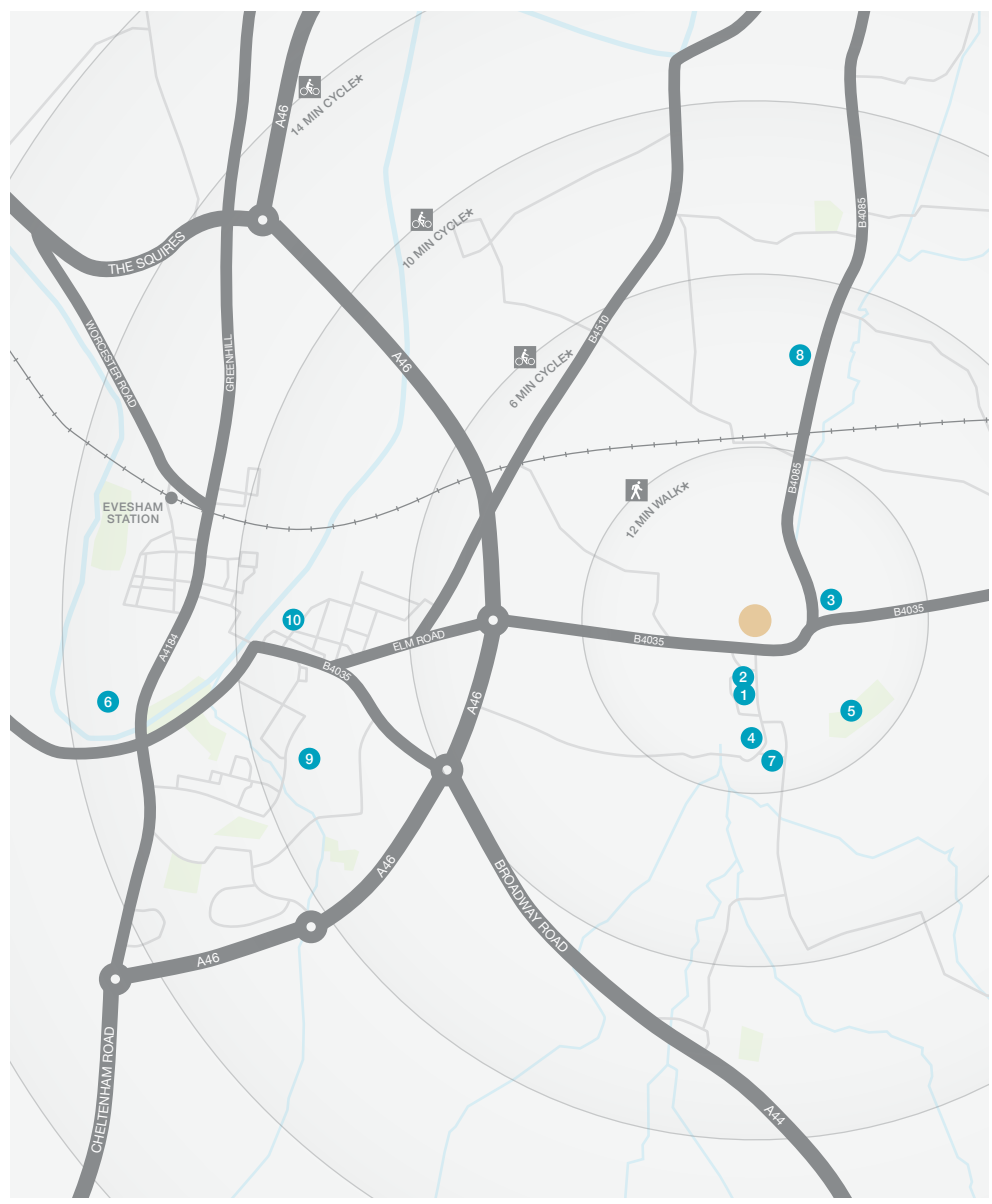 A46
14 MIN CYCLE*
B4085
10 MIN CYCLE*
THE SQUIRES
B4510
WORCESTER ROAD
GREENHILL
A46
8
6 MIN CYCLE*
B4085
12 MIN WALK*
EVESHAM
STATION
3
B4035
10
ELM ROAD
B4035
A4184
B4035
2
1
6
A46
5
4
9
7
A46
BROADWAY ROAD
A46
CHELTENHAM ROAD
A44